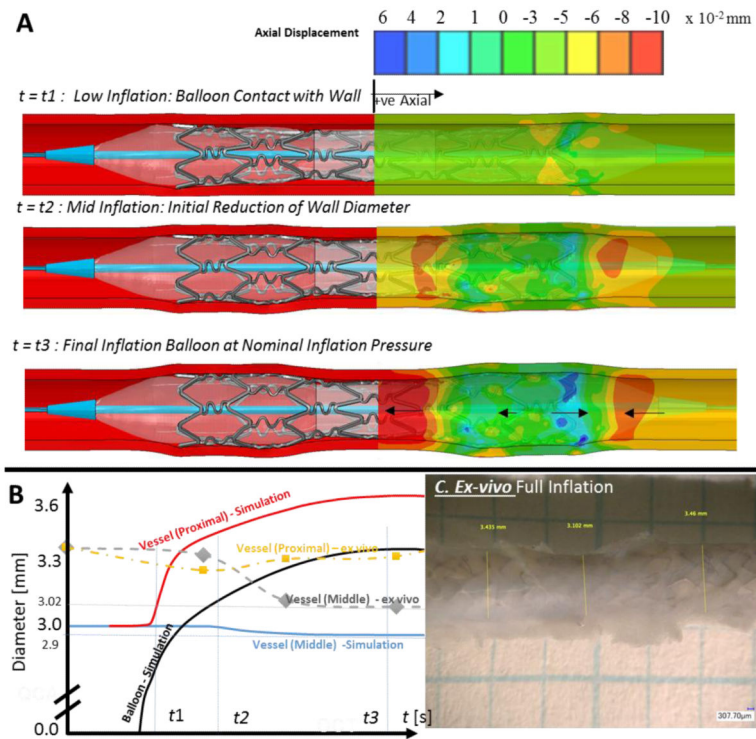 A
Axial Displacement
6 4 2 1 0 -3 -5 -6 -8 -10 x 10-2 mm
t = t1 : Low Inflation: Balloon Contact with Wall
+ve Axial
t = t2 : Mid Inflation: Initial Reduction of Wall Diameter
t = t3 : Final Inflation Balloon at Nominal Inflation Pressure
B
Diameter [mm]
3.6
3.3
3.02
3.0
2.9
0.0
Vessel (Proximal) - Simulation
Vessel (Proximal) – ex vivo
Vessel (Middle) - ex vivo
Vessel (Middle) -Simulation
Balloon - Simulation
t1 t2 t3 t [s]
C. Ex-vivo Full Inflation
3.435 mm
3.102 mm
3.46 mm
307.70µm